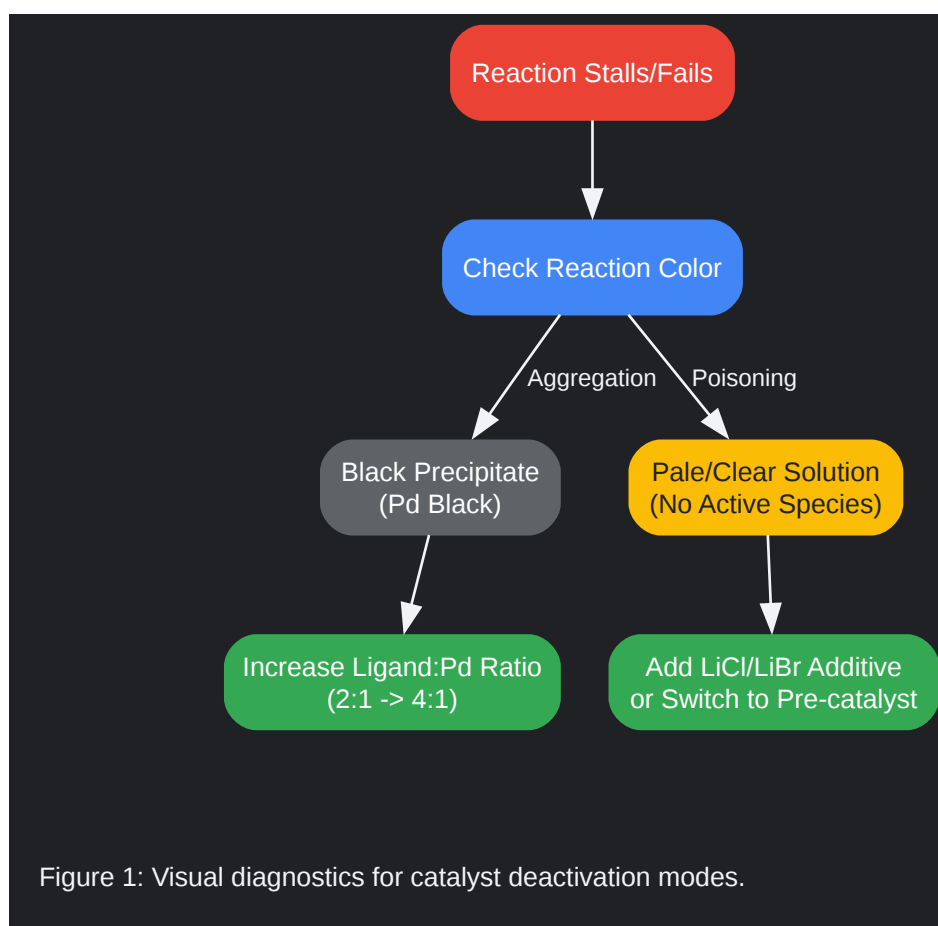 Reaction Stalls/Fails
Check Reaction Color
Aggregation
Poisoning
Black Precipitate
(Pd Black)
Pale/Clear Solution
(No Active Species)
Increase Ligand:Pd Ratio
(2:1 -> 4:1)
Add LiCl/LiBr Additive
or Switch to Pre-catalyst
Figure 1: Visual diagnostics for catalyst deactivation modes.